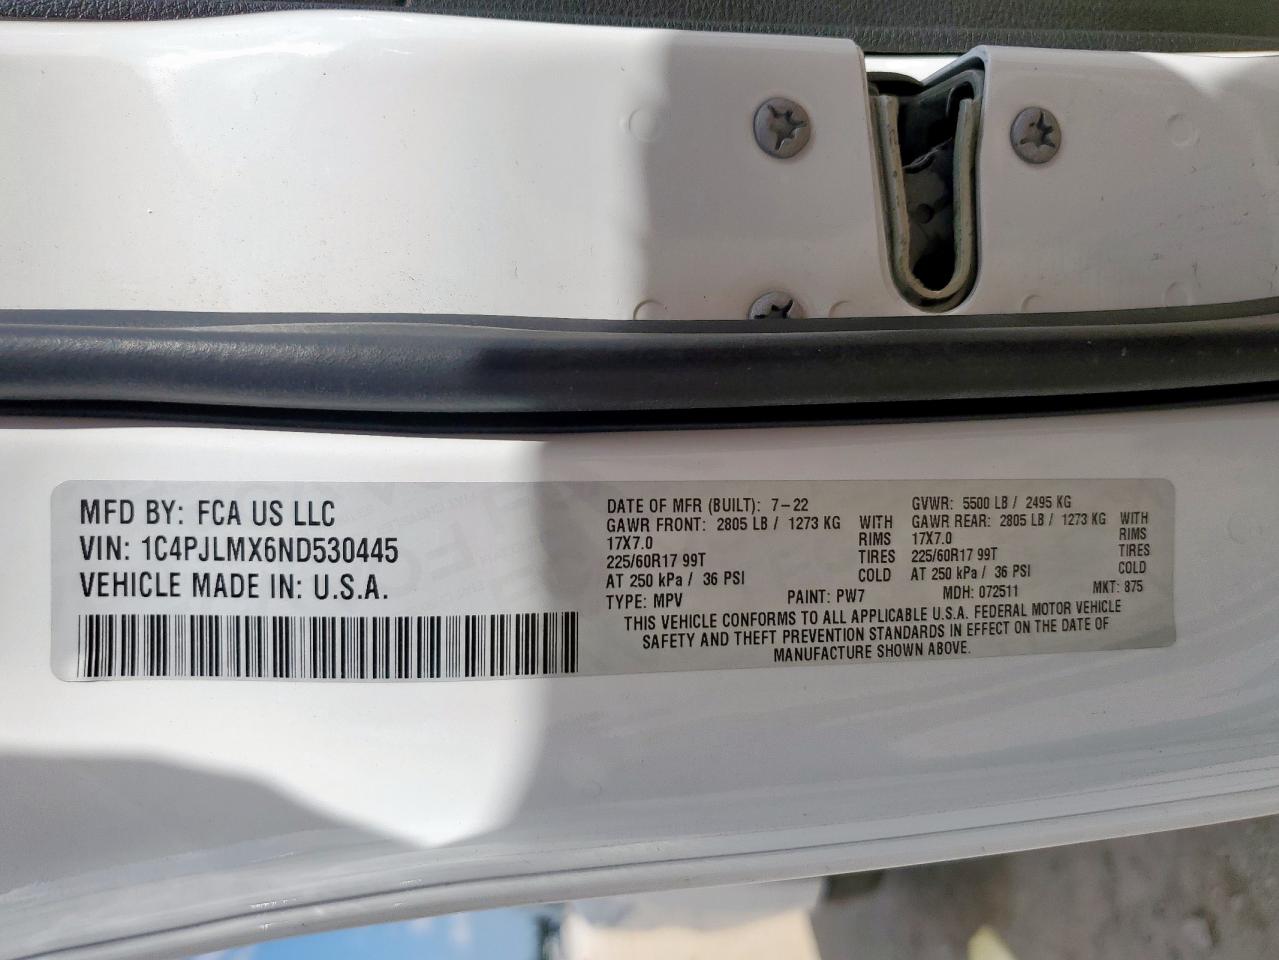 MFD BY: FCA US LLC
VIN: 1C4PJLMX6ND530445
VEHICLE MADE IN: U.S.A.
DATE OF MFR (BUILT): 7-22 GVWR: 5500 LB / 2495 KG
GAWR FRONT: 2805 LB / 1273 KG WITH GAWR REAR: 2805 LB / 1273 KG WITH
17X7.0 RIMS 17X7.0 RIMS
225/60R17 99T TIRES 225/60R17 99T TIRES
AT 250 kPa / 36 PSI COLD AT 250 kPa / 36 PSI COLD
TYPE: MPV PAINT: PW7 MDH: 072511 MKT: 875
THIS VEHICLE CONFORMS TO ALL APPLICABLE U.S.A. FEDERAL MOTOR VEHICLE
SAFETY AND THEFT PREVENTION STANDARDS IN EFFECT ON THE DATE OF
MANUFACTURE SHOWN ABOVE.